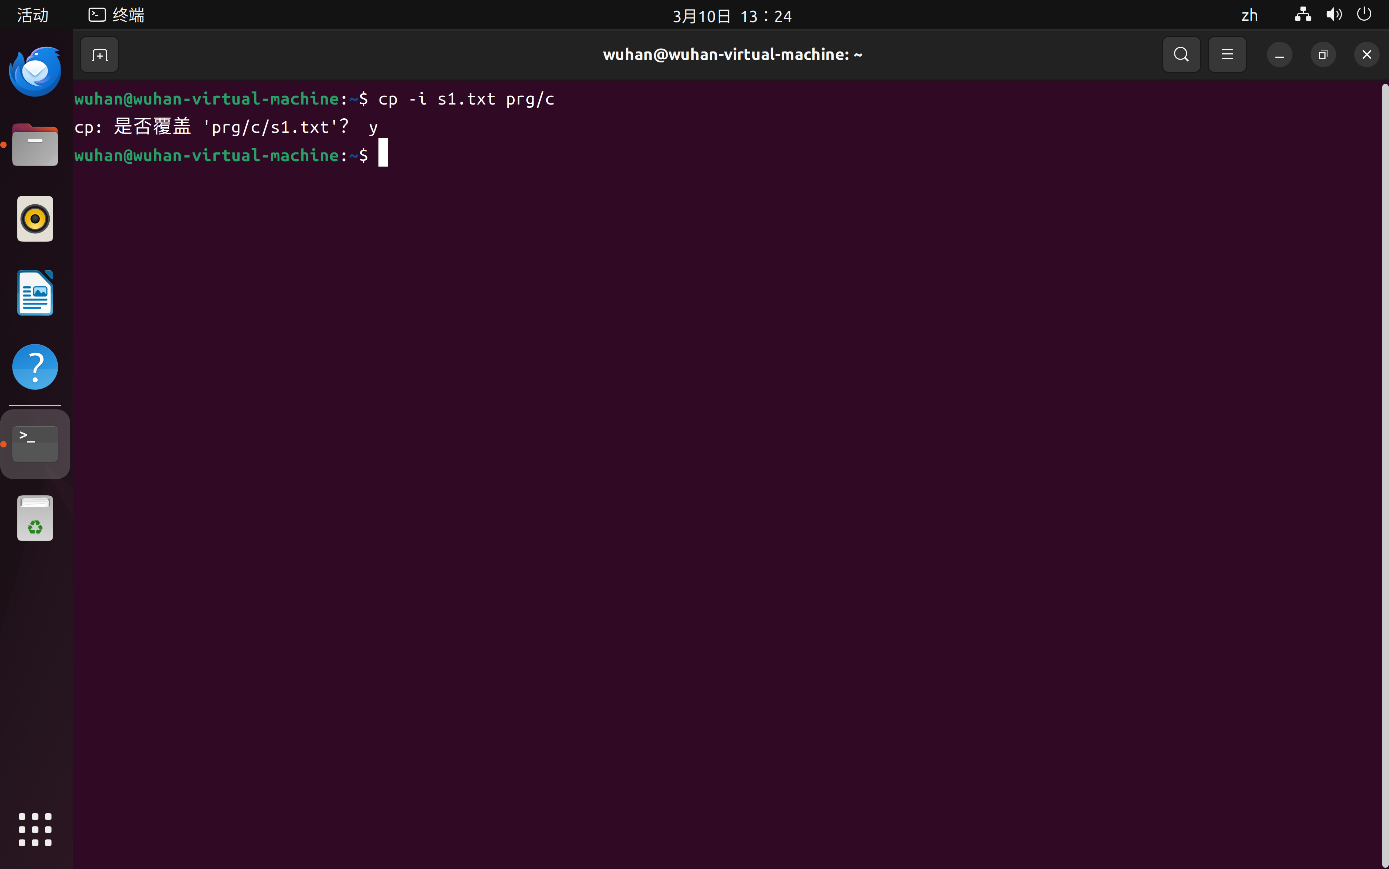 活动 终端 3月10日 13：24 zh
wuhan@wuhan-virtual-machine: ~
wuhan@wuhan-virtual-machine:~$ cp -i s1.txt prg/c
cp: 是否覆盖 'prg/c/s1.txt'？ y
wuhan@wuhan-virtual-machine:~$